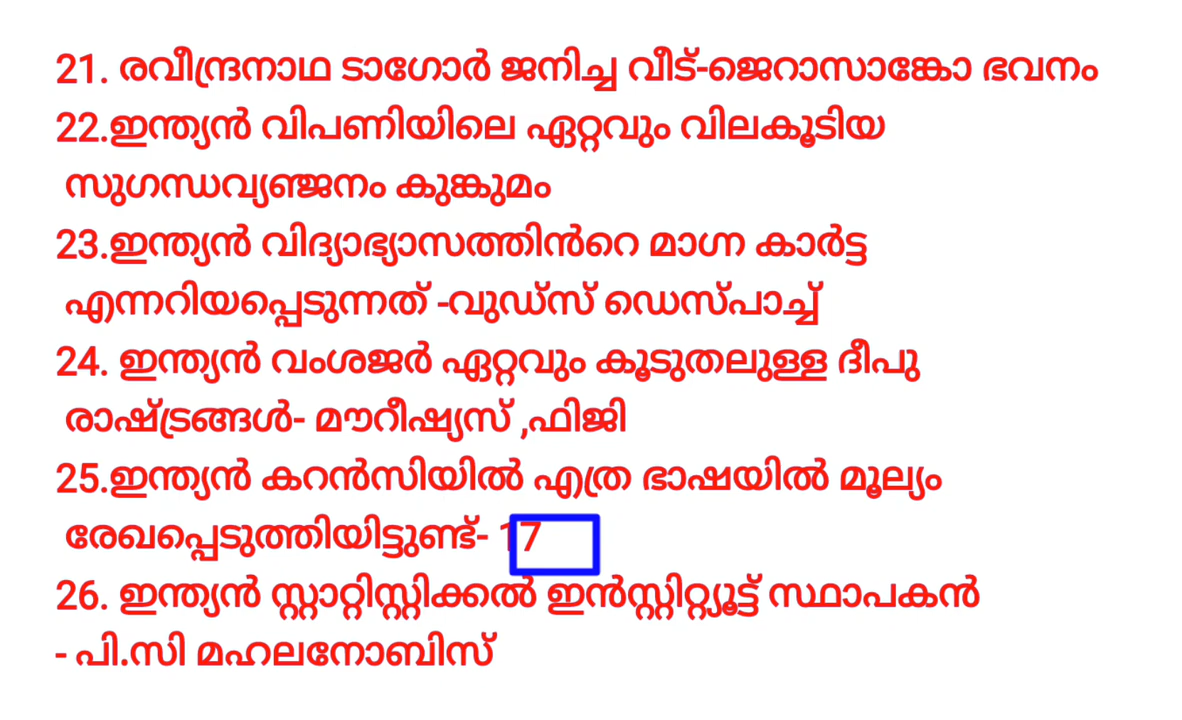 21. രവീന്ദ്രനാഥ ടാഗോർ ജനിച്ച വീട്-ജെറാസാങ്കോ ഭവനം
22.ഇന്ത്യൻ വിപണിയിലെ ഏറ്റവും വിലകൂടിയ
സുഗന്ധവ്യഞ്ജനം കുങ്കുമം
23.ഇന്ത്യൻ വിദ്യാഭ്യാസത്തിൻറെ മാഗ്ന കാർട്ട
എന്നറിയപ്പെടുന്നത് -വുഡ്സ് ഡെസ്പാച്ച്
24. ഇന്ത്യൻ വംശജർ ഏറ്റവും കൂടുതലുള്ള ദീപു
രാഷ്ട്രങ്ങൾ- മൗറീഷ്യസ് ,ഫിജി
25.ഇന്ത്യൻ കറൻസിയിൽ എത്ര ഭാഷയിൽ മൂല്യം
രേഖപ്പെടുത്തിയിട്ടുണ്ട്- 17
26. ഇന്ത്യൻ സ്റ്റാറ്റിസ്റ്റിക്കൽ ഇൻസ്റ്റിറ്റ്യൂട്ട് സ്ഥാപകൻ
- പി.സി മഹലനോബിസ്